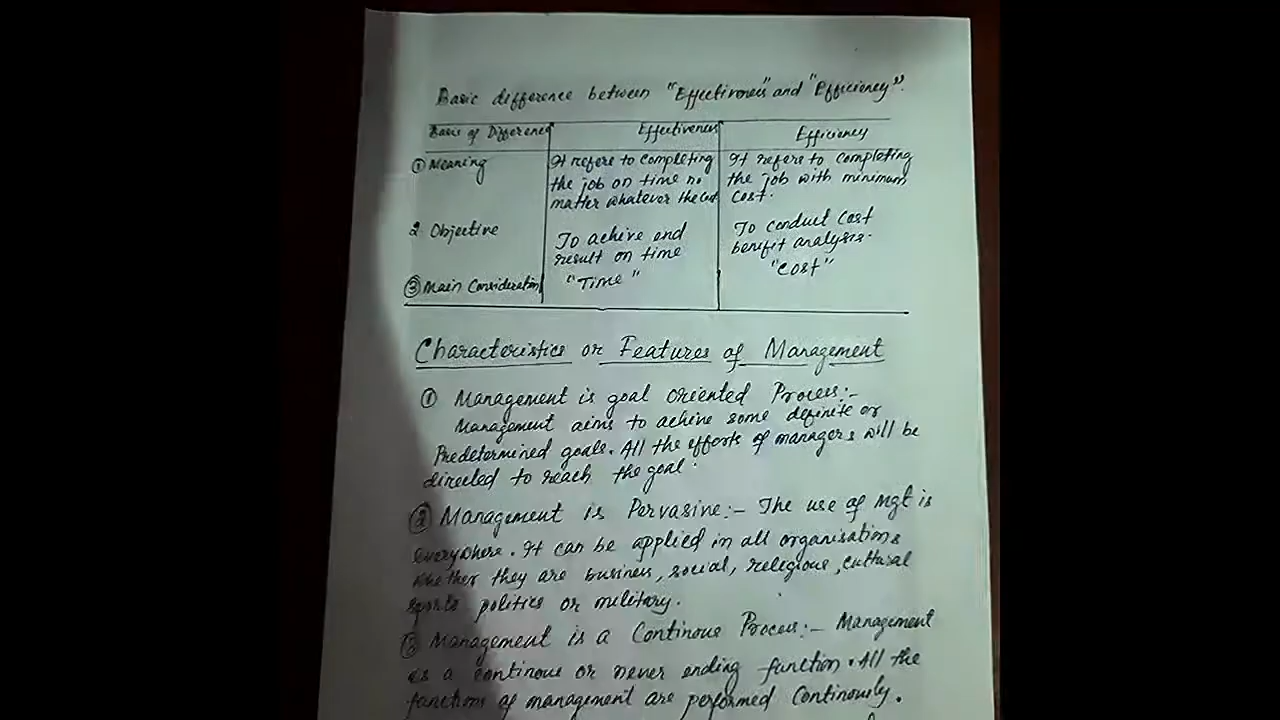 Basic difference between "Effectiveness" and "Efficiency".
Basis of Difference Effectiveness Efficiency
① Meaning
It refers to completing
the job on time no
matter whatever the cost
It refers to completing
the job with minimum
cost.
2 Objective
To achive end
result on time
To conduct cost
benefit analysis.
③ Main Consideration
"Time"
"Cost"
Characteristics or Features of Management
① Management is goal oriented Process:-
Management aims to achive some definite or
Predetermined goals. All the efforts of managers will be
directed to reach the goal.
② Management is Pervasive:- The use of mgt is
everywhere. It can be applied in all organisations
whether they are business, social, religious, cultural
sports politics or military.
③ Management is a Continous Process:- Management
is a continous or never ending function. All the
functions of management are performed Continously.